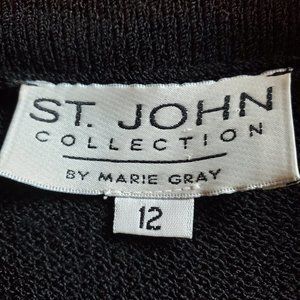 ST. JOHN
COLLECTION
BY MARIE GRAY
12